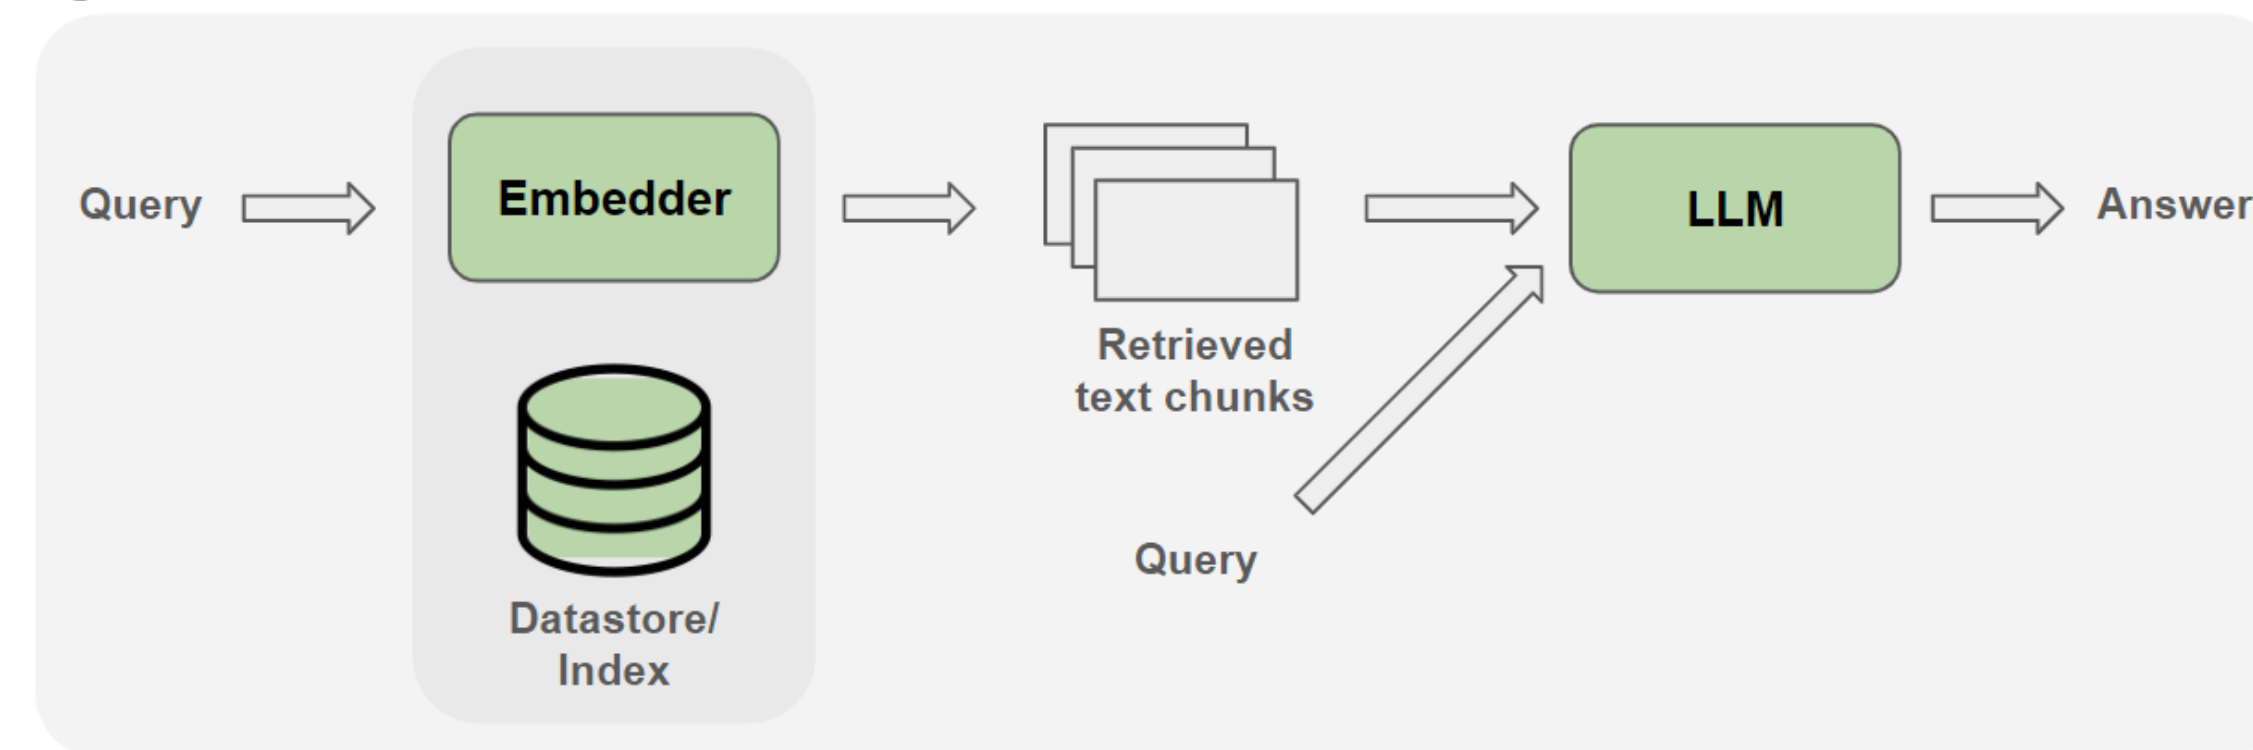 Query
Embedder
Datastore/
Index
Retrieved
text chunks
Query
LLM
Answer